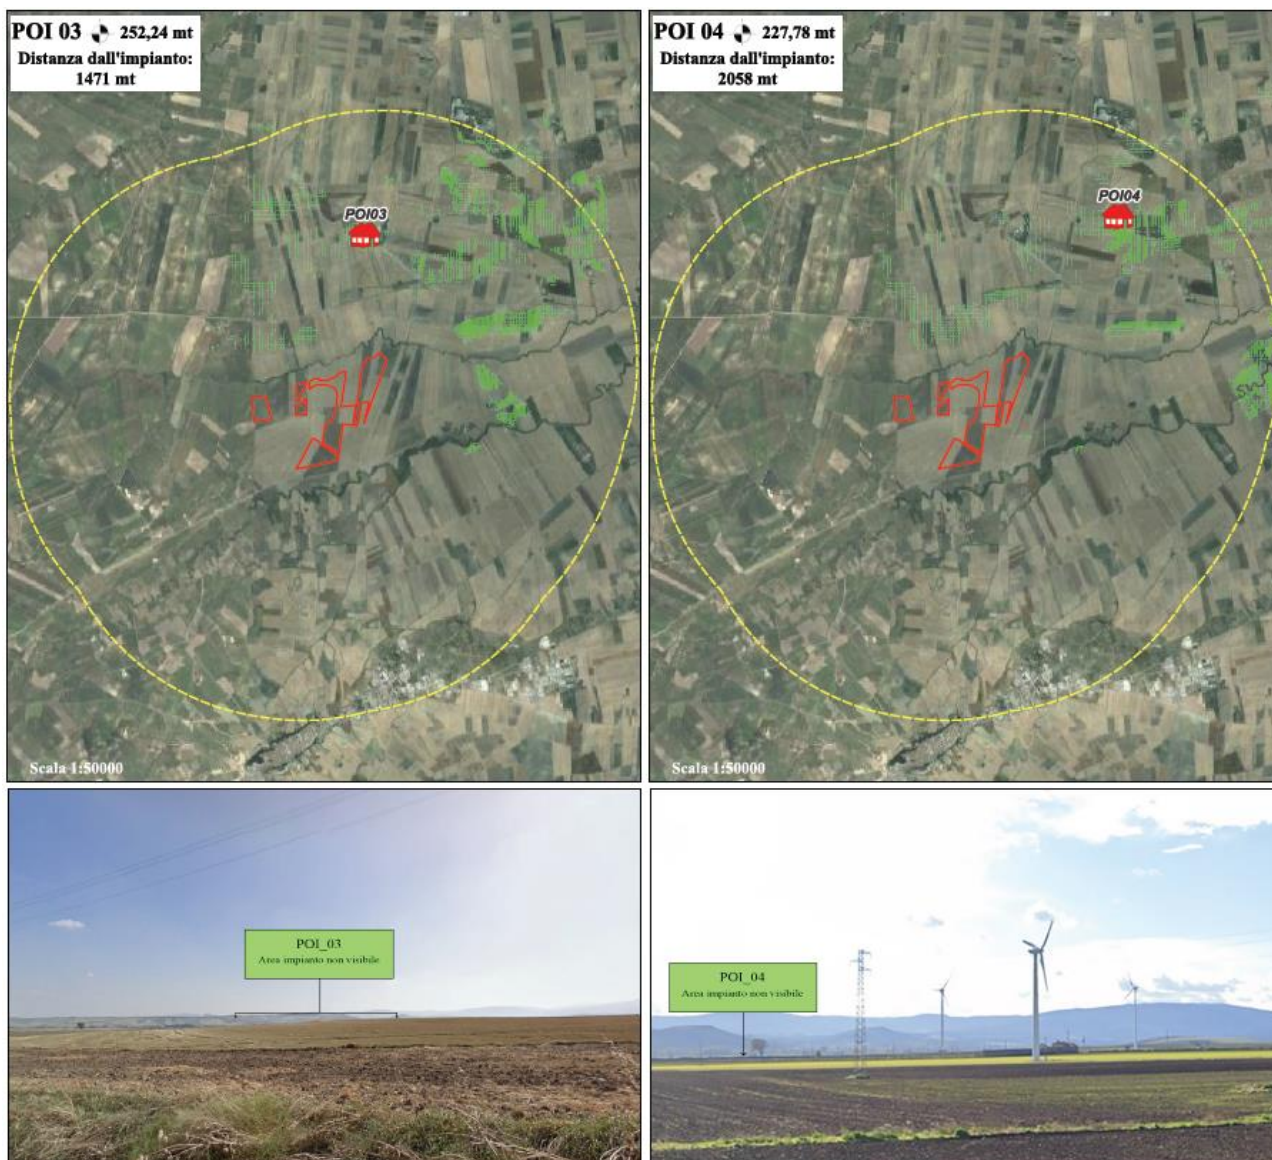 POI 03 252,24 mt
Distanza dall'impianto:
1471 mt
POI03
Scala 1:50000
POI 04 227,78 mt
Distanza dall'impianto:
2058 mt
POI04
Scala 1:50000
POI_03
Area impianto non visibile
POI_04
Area impianto non visibile